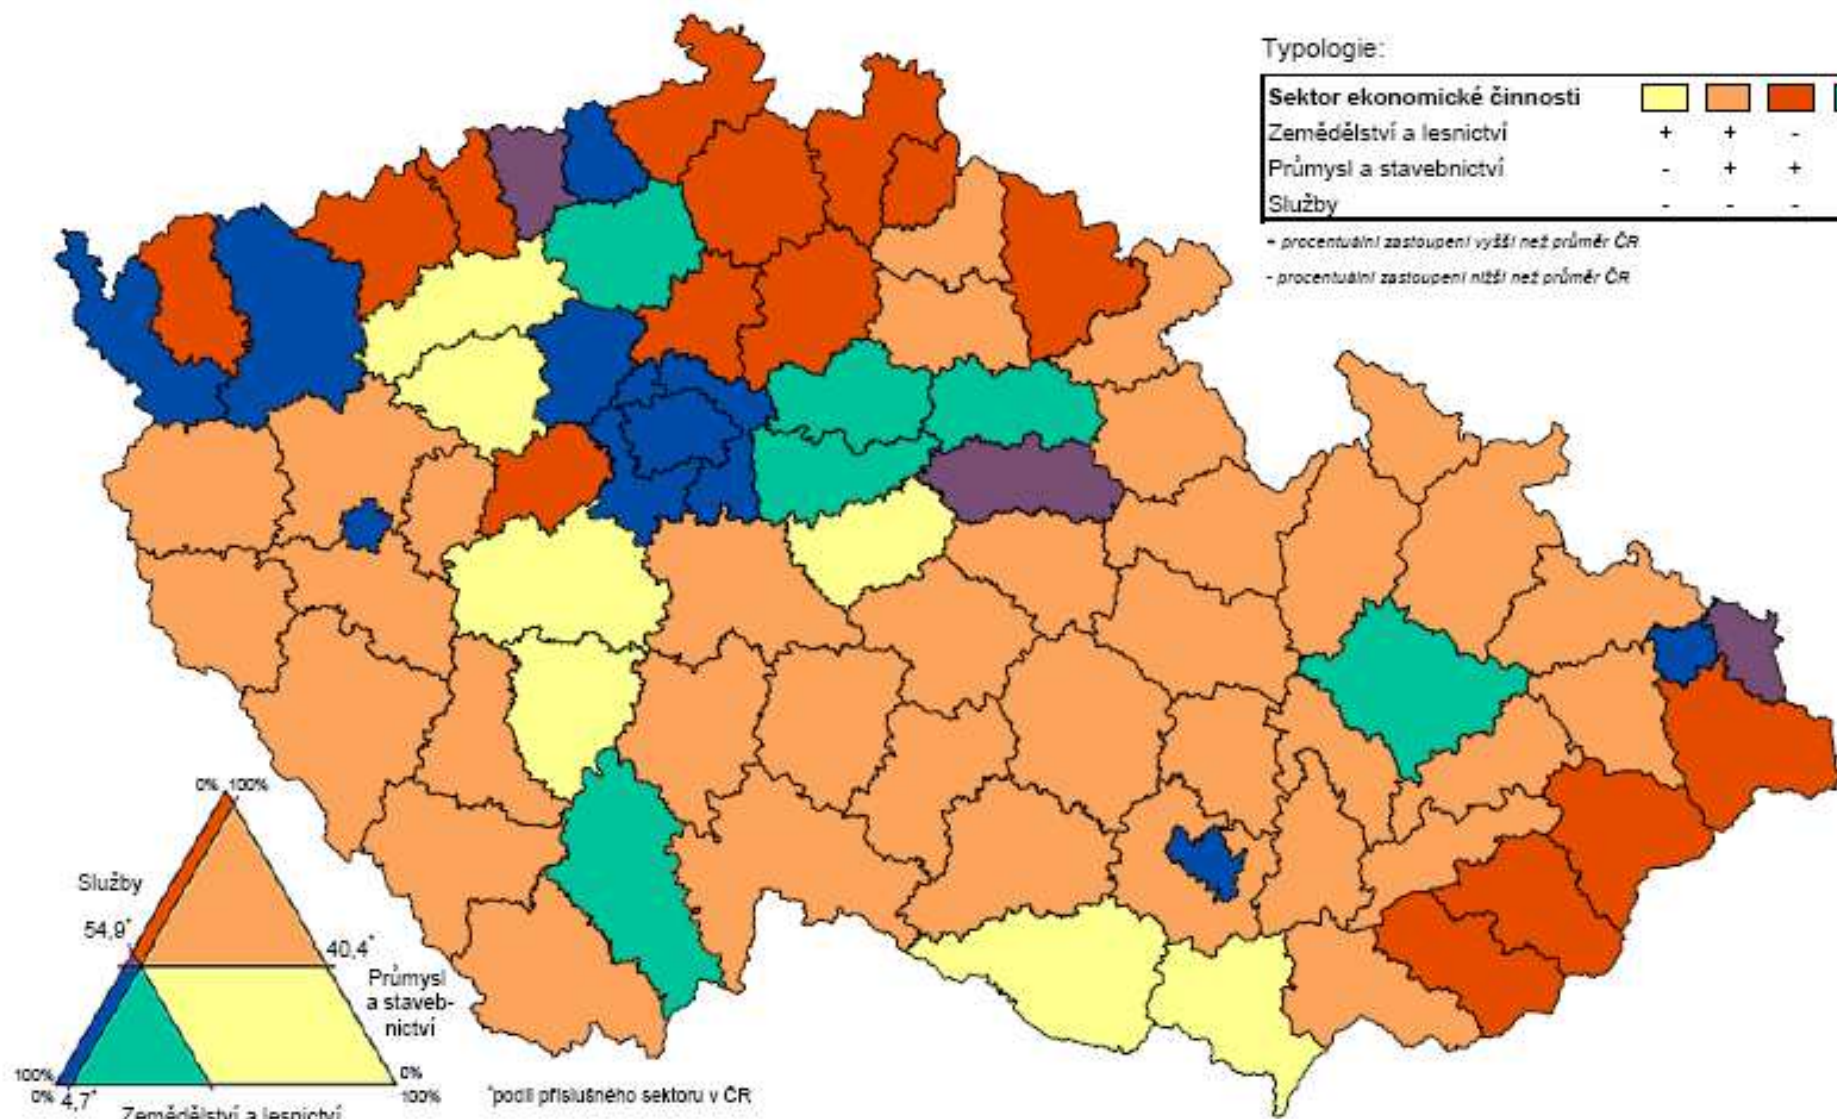 Typologie:
Sektor ekonomické činnosti
Zemědělství a lesnictví + + -
Průmysl a stavebnictví - + +
Služby - - -
+ procentuální zastoupení vyšší než průměr ČR
- procentuální zastoupení nižší než průměr ČR
0% 100%
Služby
54,9*
40,4*
Průmysl
a staveb-
nictví
100%
0%
0% 4,7*
100%
*podíl příslušného sektoru v ČR
Zemědělství a lesnictví